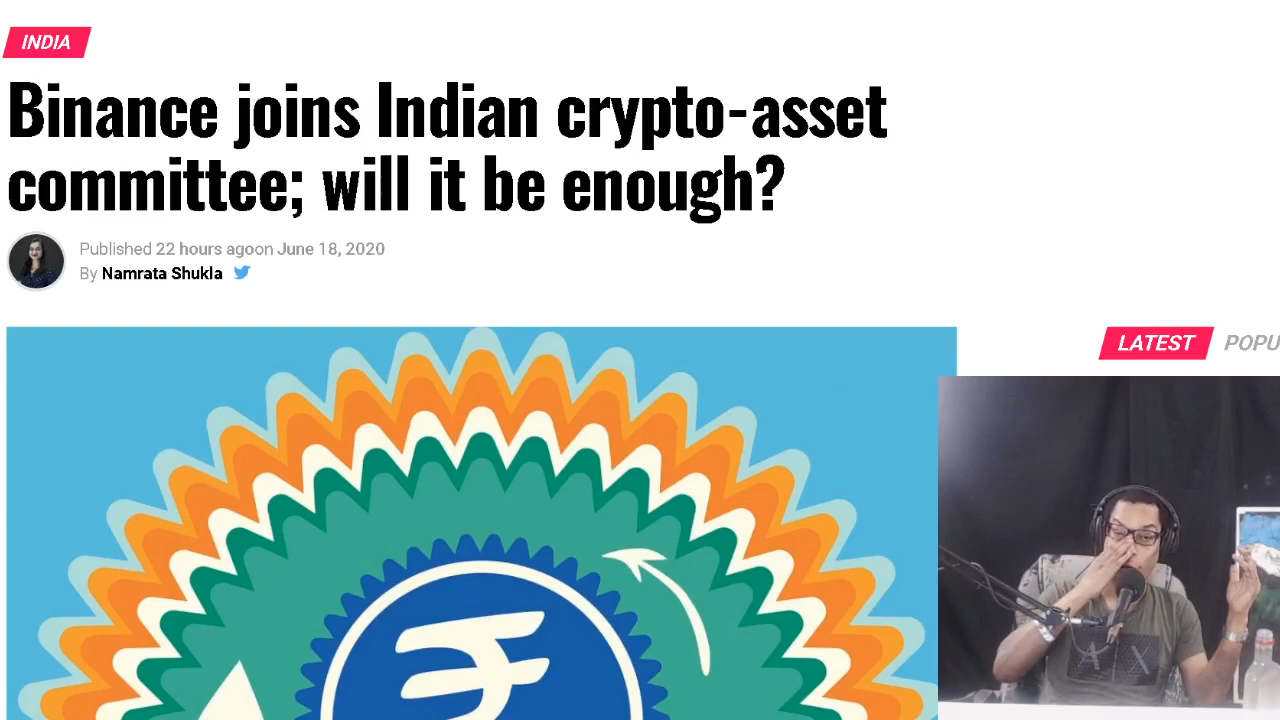 INDIA
Binance joins Indian crypto-asset
committee; will it be enough?
Published 22 hours agoon June 18, 2020
By Namrata Shukla
LATEST POPU
A X